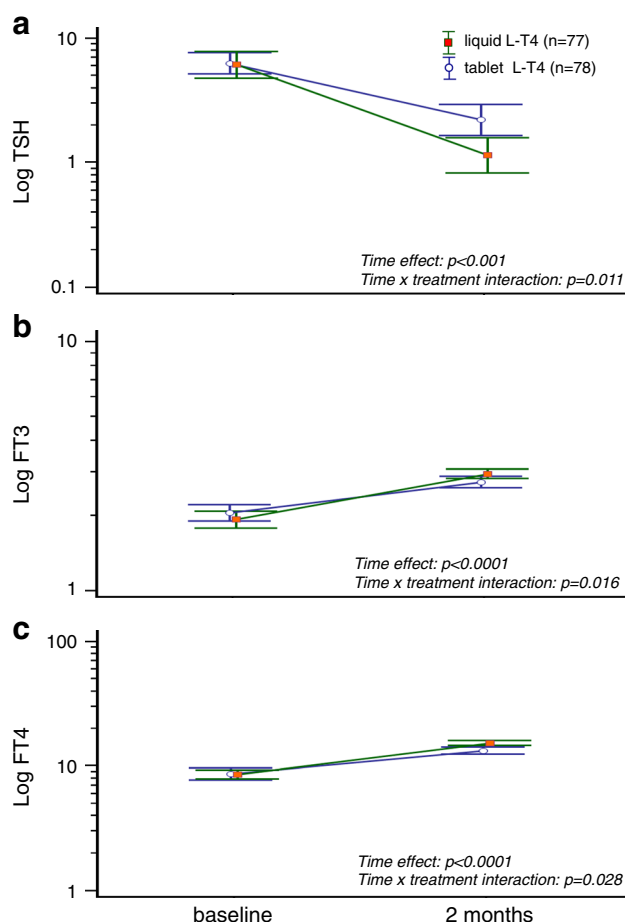 a
10
liquid L-T4 (n=77)
tablet L-T4 (n=78)
Log TSH
1
Time effect: p<0.001
Time x treatment interaction: p=0.011
0.1
b
10
Log FT3
Time effect: p<0.0001
Time x treatment interaction: p=0.016
1
c
100
Log FT4
10
Time effect: p<0.0001
Time x treatment interaction: p=0.028
1
baseline 2 months